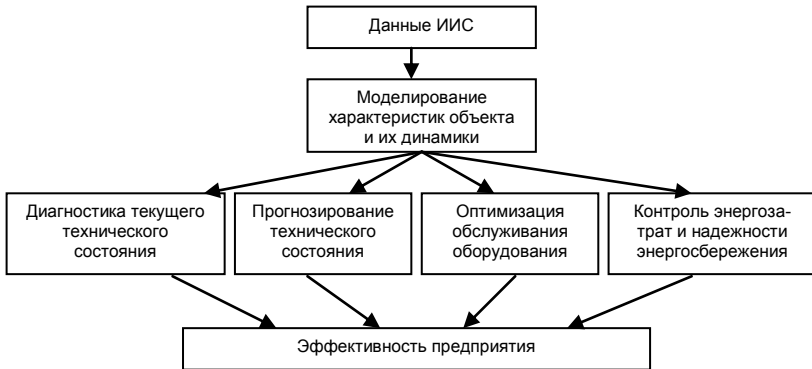 Данные ИИС
Моделирование
характеристик объекта
и их динамики
Диагностика текущего
технического
состояния
Прогнозирование
технического
состояния
Оптимизация
обслуживания
оборудования
Контроль энергоза-
трат и надежности
энергосбережения
Эффективность предприятия